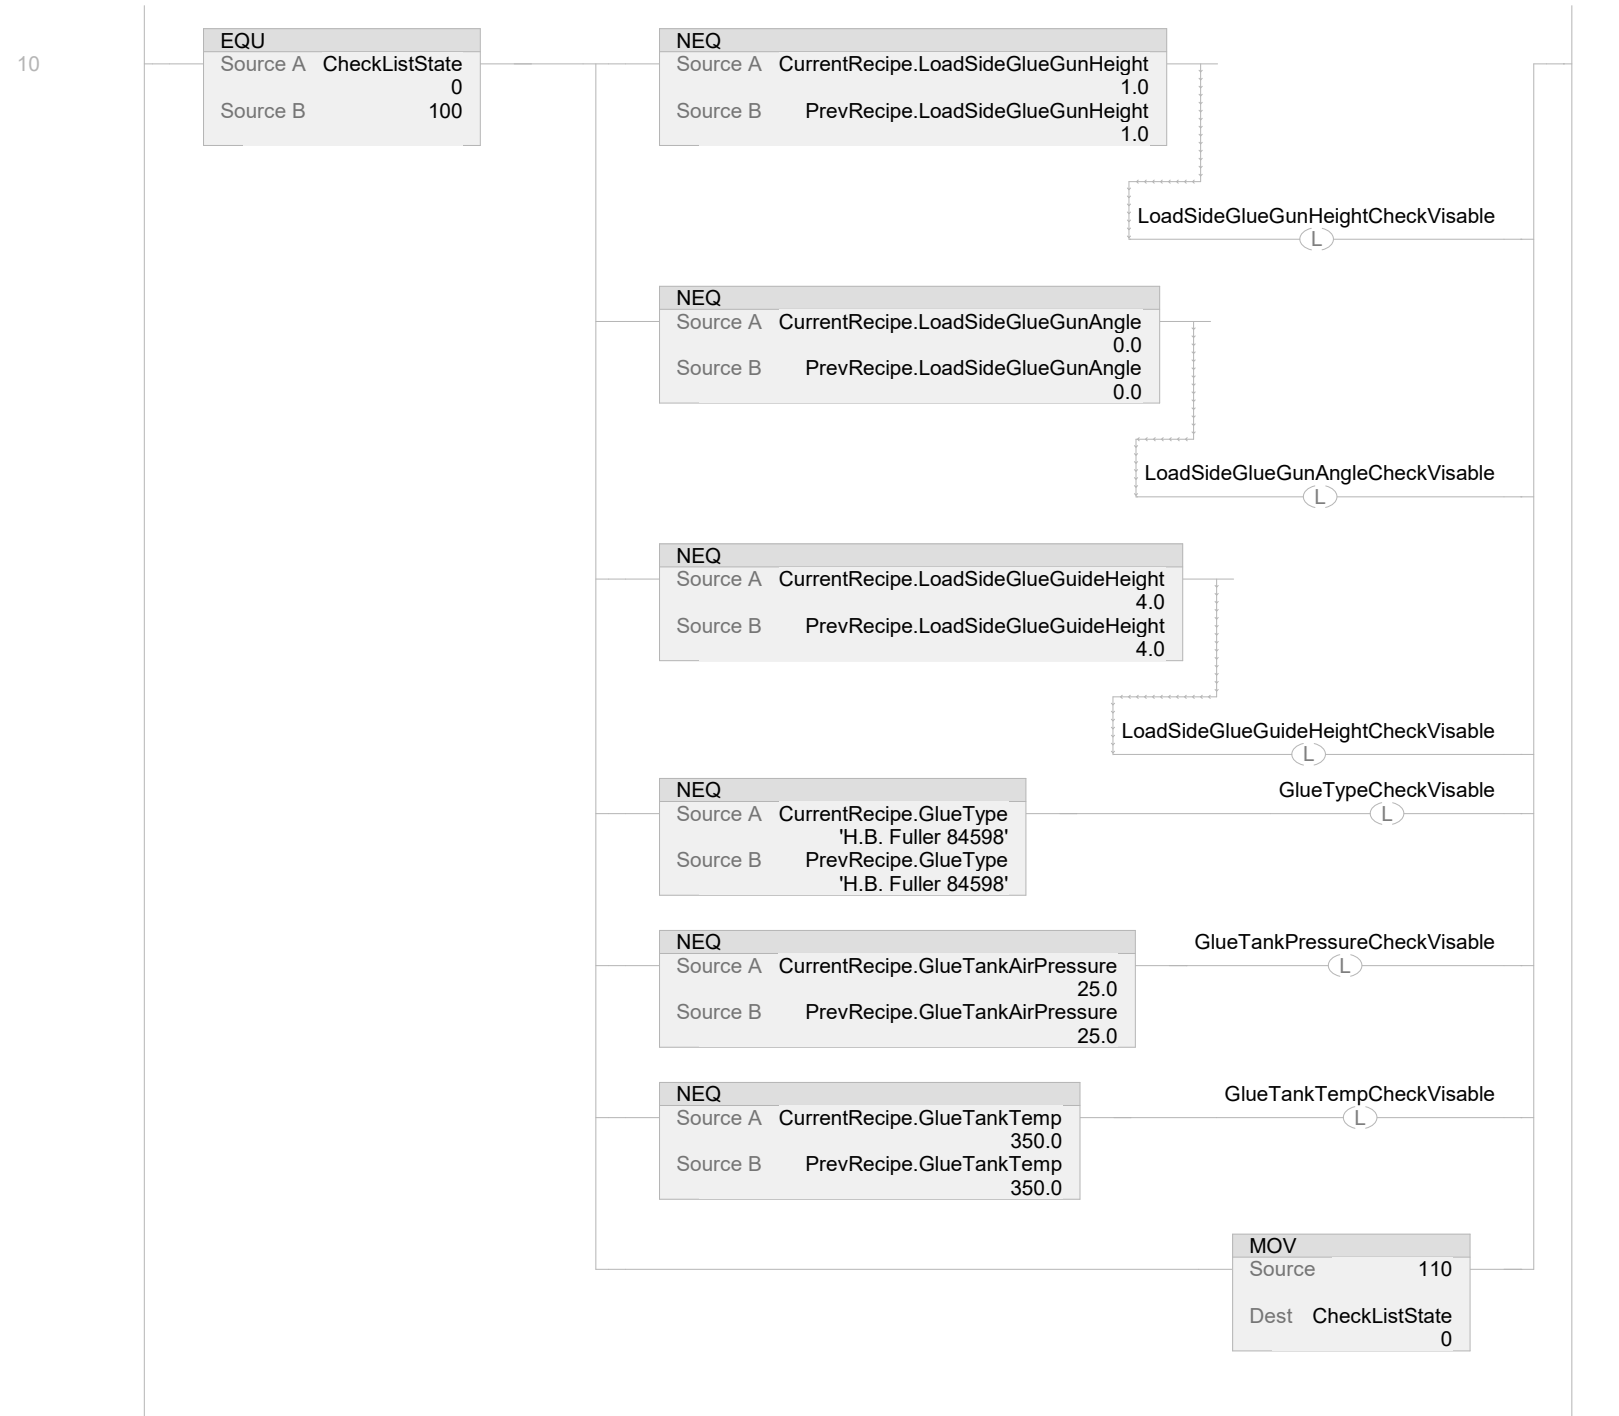 EQU
10
Source A CheckListState
0
Source B 100
NEQ
Source A CurrentRecipe.LoadSideGlueGunHeight
1.0
Source B PrevRecipe.LoadSideGlueGunHeight
1.0
LoadSideGlueGunHeightCheckVisable
L
NEQ
Source A CurrentRecipe.LoadSideGlueGunAngle
0.0
Source B PrevRecipe.LoadSideGlueGunAngle
0.0
LoadSideGlueGunAngleCheckVisable
L
NEQ
Source A CurrentRecipe.LoadSideGlueGuideHeight
4.0
Source B PrevRecipe.LoadSideGlueGuideHeight
4.0
LoadSideGlueGuideHeightCheckVisable
L
NEQ
Source A CurrentRecipe.GlueType
'H.B. Fuller 84598'
Source B PrevRecipe.GlueType
'H.B. Fuller 84598'
GlueTypeCheckVisable
L
NEQ
Source A CurrentRecipe.GlueTankAirPressure
25.0
Source B PrevRecipe.GlueTankAirPressure
25.0
GlueTankPressureCheckVisable
L
NEQ
Source A CurrentRecipe.GlueTankTemp
350.0
Source B PrevRecipe.GlueTankTemp
350.0
GlueTankTempCheckVisable
L
MOV
Source 110
Dest CheckListState
0